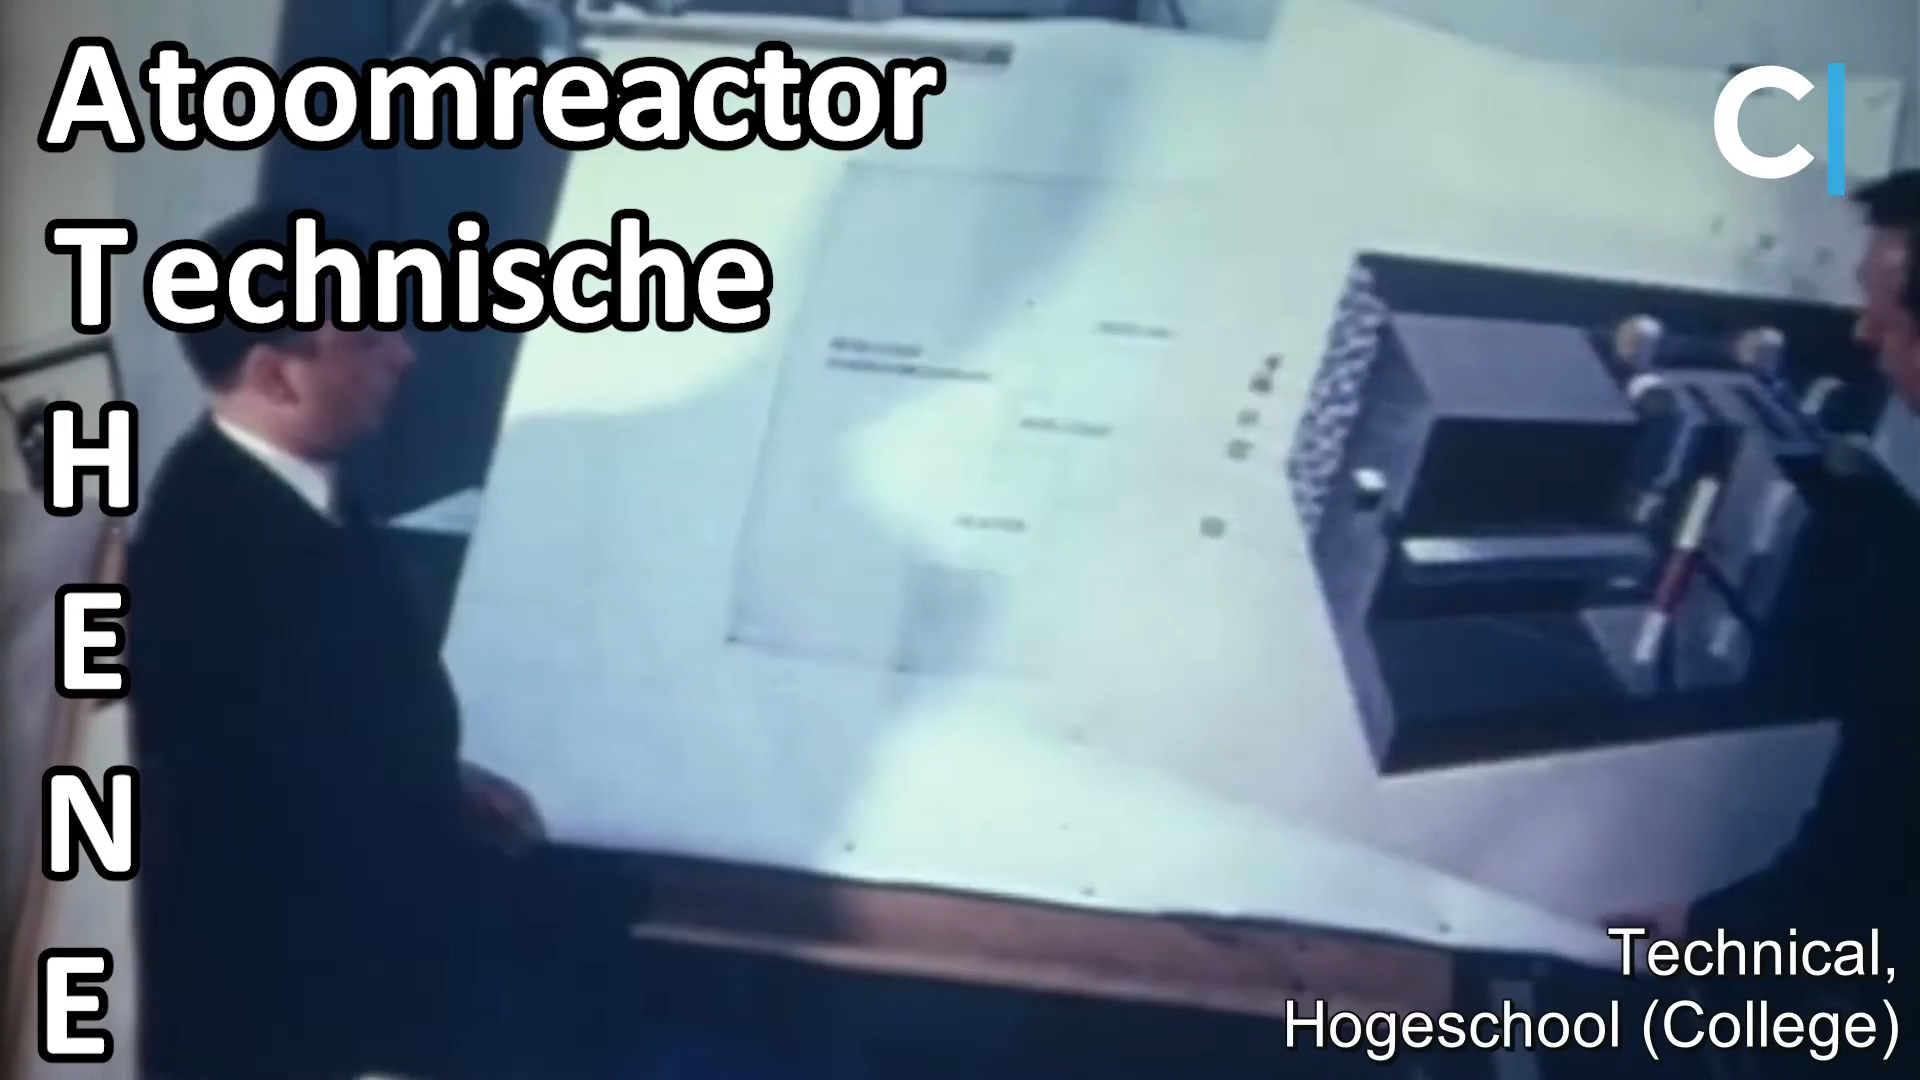 Atoomreactor
Technische
H
E
N
E
C|
Technical,
Hogeschool (College)